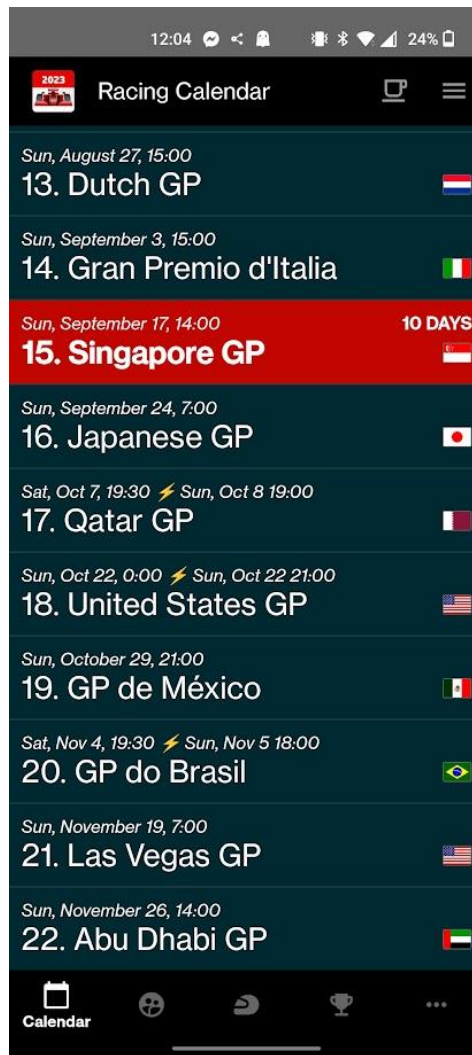 12:04
24%
2023
Racing Calendar
Sun, August 27, 15:00
13. Dutch GP
Sun, September 3, 15:00
14. Gran Premio d'Italia
Sun, September 17, 14:00
10 DAYS
15. Singapore GP
Sun, September 24, 7:00
16. Japanese GP
Sat, Oct 7, 19:30 ⚡ Sun, Oct 8 19:00
17. Qatar GP
Sun, Oct 22, 0:00 ⚡ Sun, Oct 22 21:00
18. United States GP
Sun, October 29, 21:00
19. GP de México
Sat, Nov 4, 19:30 ⚡ Sun, Nov 5 18:00
20. GP do Brasil
Sun, November 19, 7:00
21. Las Vegas GP
Sun, November 26, 14:00
22. Abu Dhabi GP
Calendar